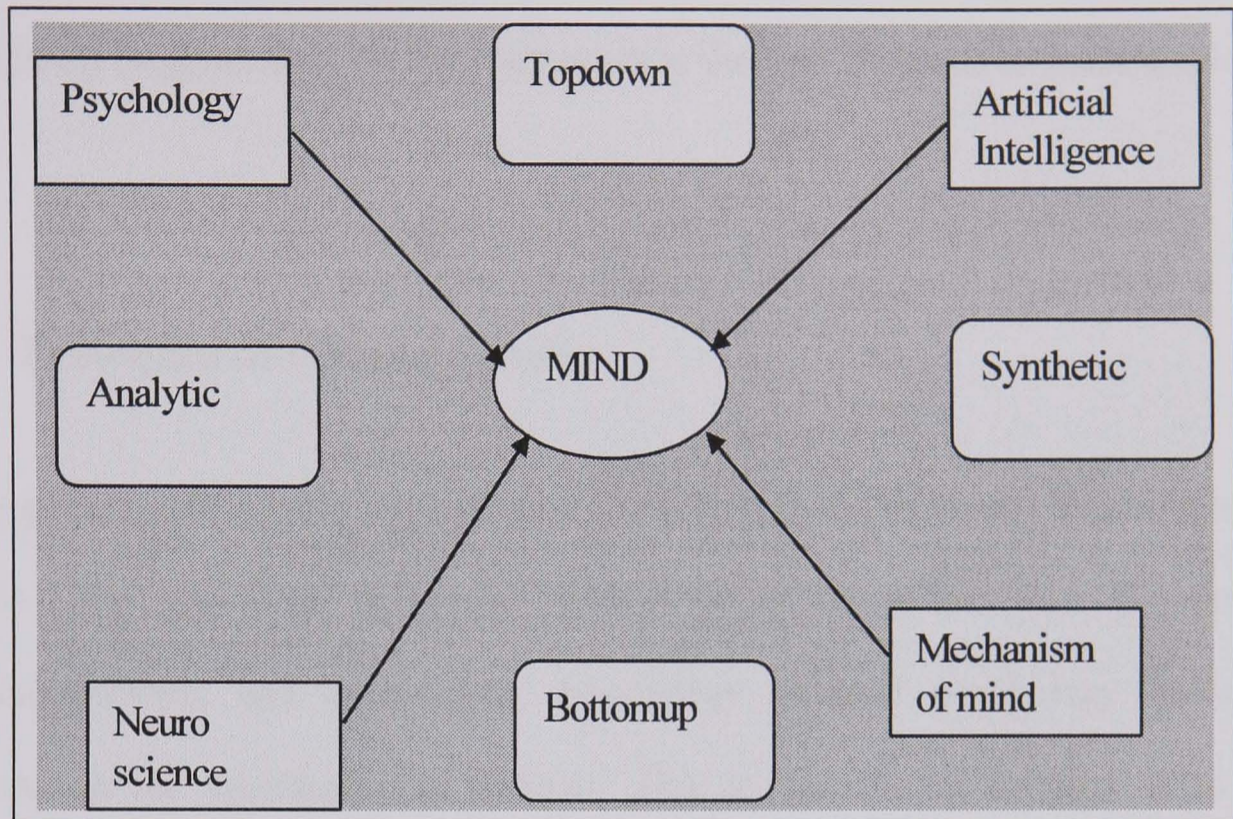 Psychology
Topdown
Artificial
Intelligence
Analytic
MIND
Synthetic
Neuro
science
Bottomup
Mechanism
of mind